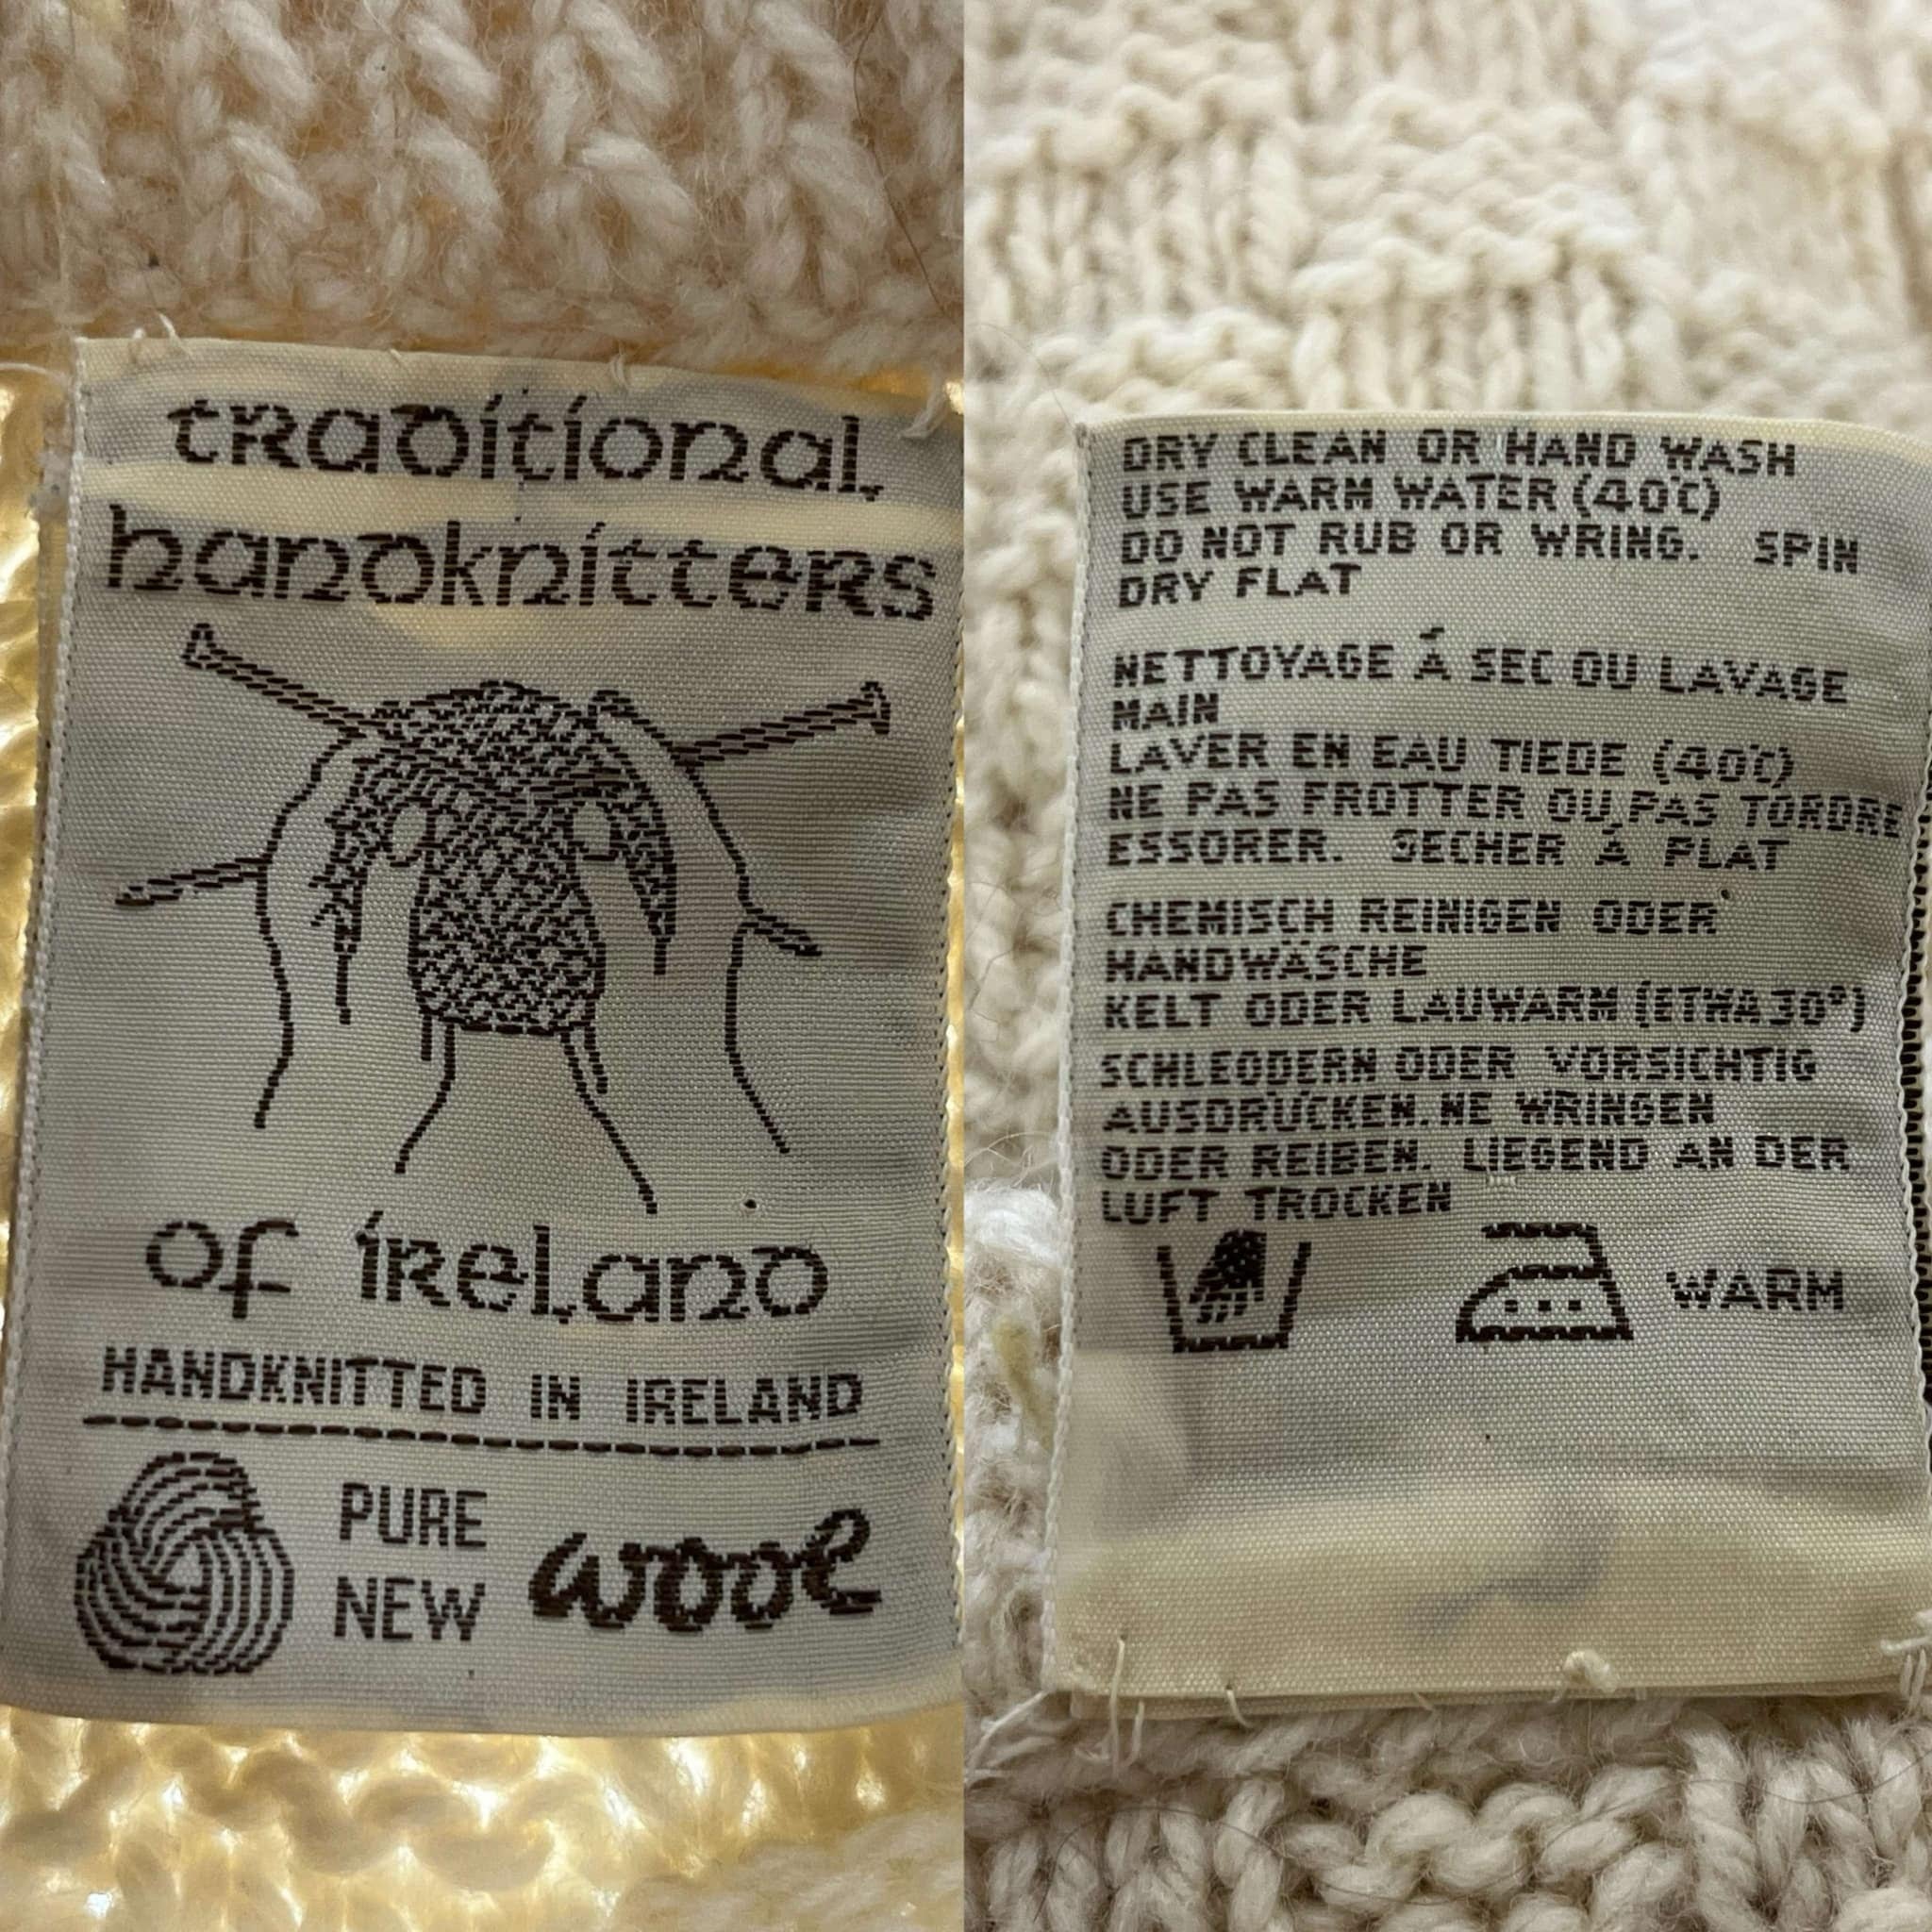 traditional
handknitters
of ireland
HANDKNITTED IN IRELAND
PURE
NEW
wool
DRY CLEAN OR HAND WASH
USE WARM WATER (40°C)
DO NOT RUB OR WRING. SPIN
DRY FLAT
NETTOYAGE Á SEC OU LAVAGE
MAIN
LAVER EN EAU TIEDE (40°C)
NE PAS FROTTER OU PAS TORDRE
ESSORER. SECHER Á PLAT
CHEMISCH REINIGEN ODER
HANDWÄSCHE
KELT ODER LAUWARM (ETWA 30°)
SCHLEODERN ODER VORSICHTIG
AUSDRÜCKEN. NE WRINGEN
ODER REIBEN. LIEGEND AN DER
LUFT TROCKEN
WARM